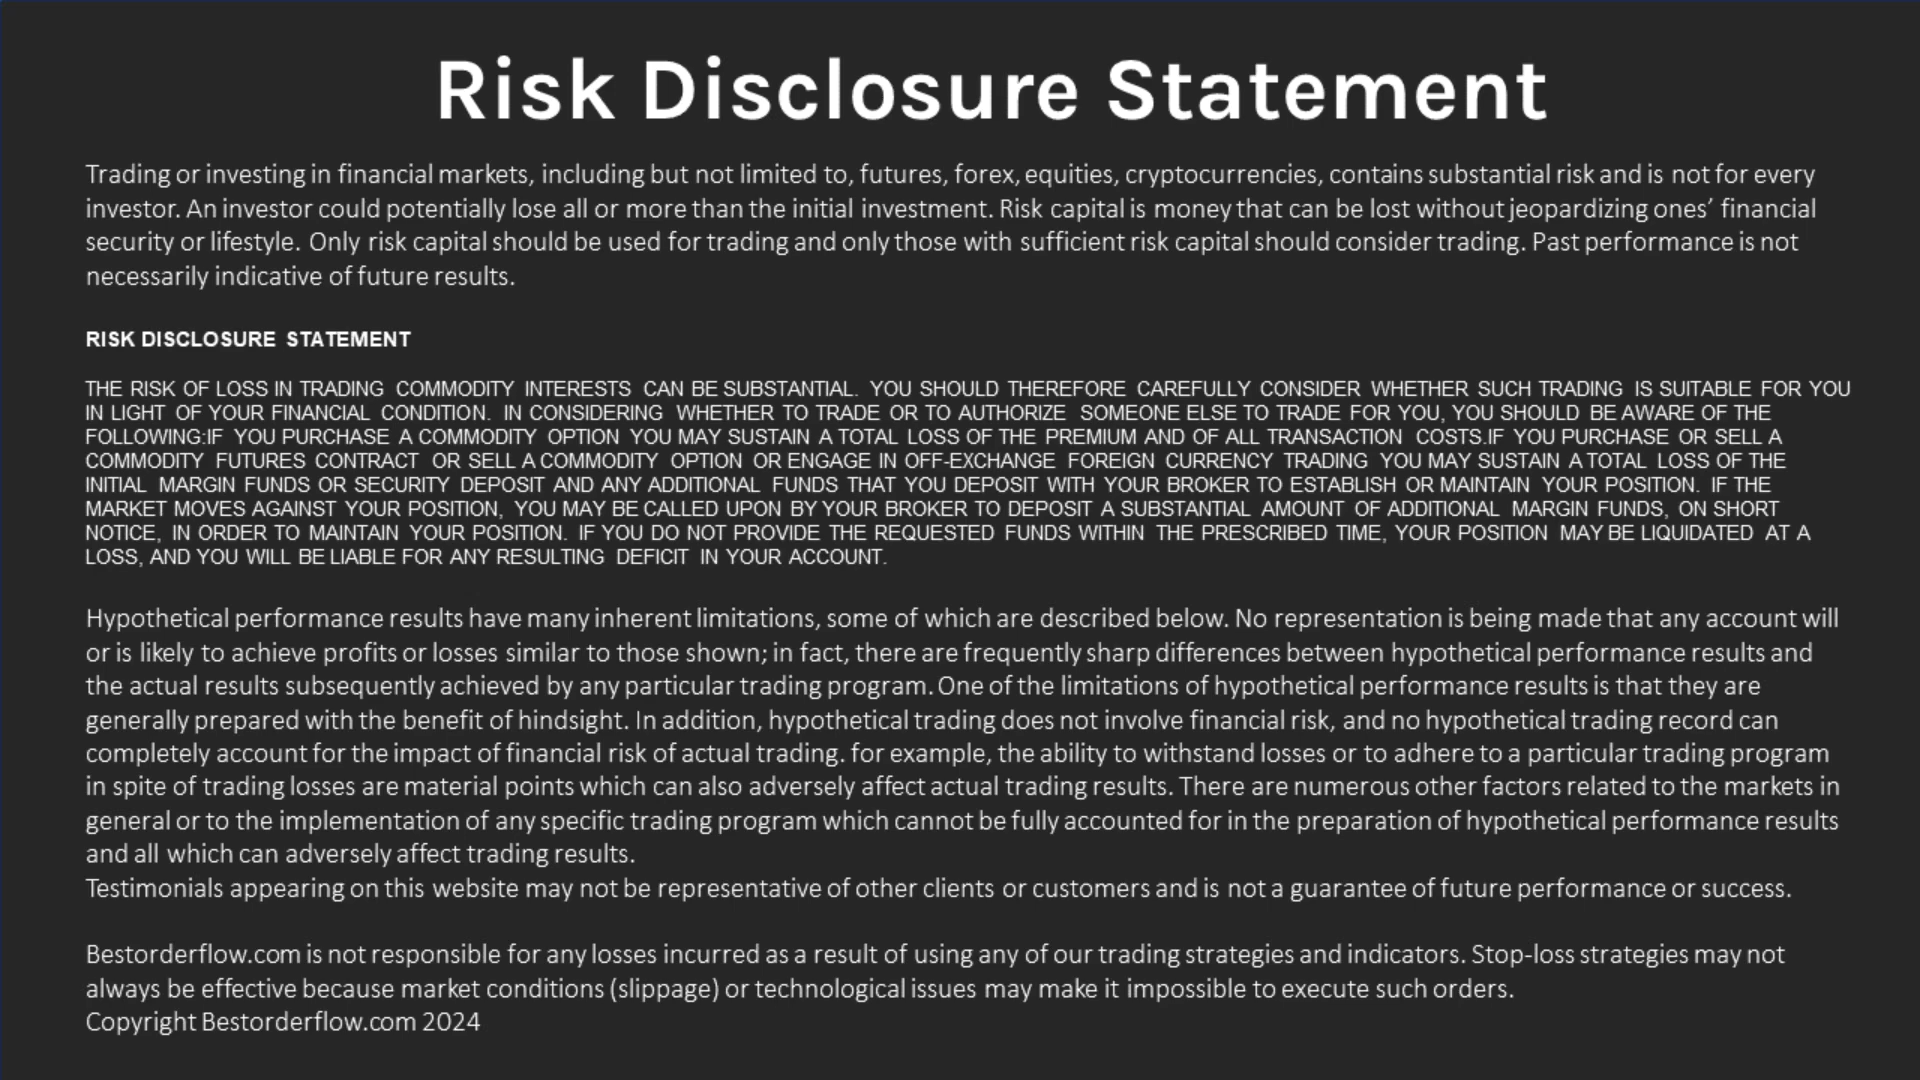 Risk Disclosure Statement
Trading or investing in financial markets, including but not limited to, futures, forex, equities, cryptocurrencies, contains substantial risk and is not for every
investor. An investor could potentially lose all or more than the initial investment. Risk capital is money that can be lost without jeopardizing ones’ financial
security or lifestyle. Only risk capital should be used for trading and only those with sufficient risk capital should consider trading. Past performance is not
necessarily indicative of future results.
RISK DISCLOSURE STATEMENT
THE RISK OF LOSS IN TRADING COMMODITY INTERESTS CAN BE SUBSTANTIAL. YOU SHOULD THEREFORE CAREFULLY CONSIDER WHETHER SUCH TRADING IS SUITABLE FOR YOU
IN LIGHT OF YOUR FINANCIAL CONDITION. IN CONSIDERING WHETHER TO TRADE OR TO AUTHORIZE SOMEONE ELSE TO TRADE FOR YOU, YOU SHOULD BE AWARE OF THE
FOLLOWING:IF YOU PURCHASE A COMMODITY OPTION YOU MAY SUSTAIN A TOTAL LOSS OF THE PREMIUM AND OF ALL TRANSACTION COSTS.IF YOU PURCHASE OR SELL A
COMMODITY FUTURES CONTRACT OR SELL A COMMODITY OPTION OR ENGAGE IN OFF-EXCHANGE FOREIGN CURRENCY TRADING YOU MAY SUSTAIN A TOTAL LOSS OF THE
INITIAL MARGIN FUNDS OR SECURITY DEPOSIT AND ANY ADDITIONAL FUNDS THAT YOU DEPOSIT WITH YOUR BROKER TO ESTABLISH OR MAINTAIN YOUR POSITION. IF THE
MARKET MOVES AGAINST YOUR POSITION, YOU MAY BE CALLED UPON BY YOUR BROKER TO DEPOSIT A SUBSTANTIAL AMOUNT OF ADDITIONAL MARGIN FUNDS, ON SHORT
NOTICE, IN ORDER TO MAINTAIN YOUR POSITION. IF YOU DO NOT PROVIDE THE REQUESTED FUNDS WITHIN THE PRESCRIBED TIME, YOUR POSITION MAY BE LIQUIDATED AT A
LOSS, AND YOU WILL BE LIABLE FOR ANY RESULTING DEFICIT IN YOUR ACCOUNT.
Hypothetical performance results have many inherent limitations, some of which are described below. No representation is being made that any account will
or is likely to achieve profits or losses similar to those shown; in fact, there are frequently sharp differences between hypothetical performance results and
the actual results subsequently achieved by any particular trading program. One of the limitations of hypothetical performance results is that they are
generally prepared with the benefit of hindsight. In addition, hypothetical trading does not involve financial risk, and no hypothetical trading record can
completely account for the impact of financial risk of actual trading. for example, the ability to withstand losses or to adhere to a particular trading program
in spite of trading losses are material points which can also adversely affect actual trading results. There are numerous other factors related to the markets in
general or to the implementation of any specific trading program which cannot be fully accounted for in the preparation of hypothetical performance results
and all which can adversely affect trading results.
Testimonials appearing on this website may not be representative of other clients or customers and is not a guarantee of future performance or success.
Bestorderflow.com is not responsible for any losses incurred as a result of using any of our trading strategies and indicators. Stop-loss strategies may not
always be effective because market conditions (slippage) or technological issues may make it impossible to execute such orders.
Copyright Bestorderflow.com 2024